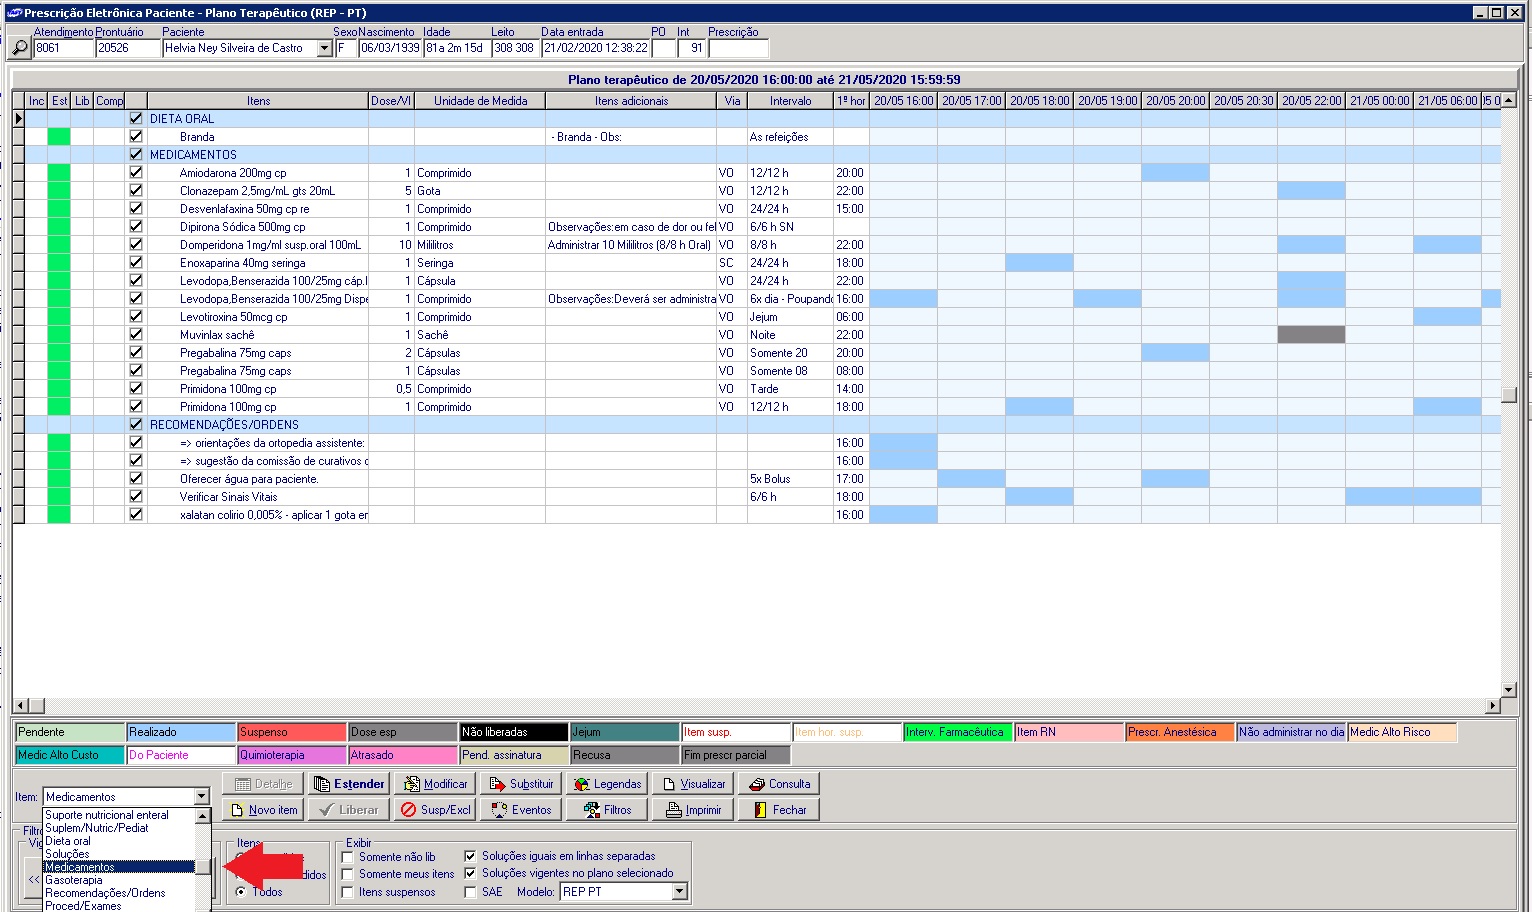 Prescrição Eletrônica Paciente - Plano Terapêutico (REP - PT)
Atendimento Prontuário Paciente Sexo Nascimento Idade Leito Data entrada PO Int Prescrição
8061 20526 Helvia Ney Silveira de Castro F 06/03/1939 81a 2m 15d 308 308 21/02/2020 12:38:22 91
Plano terapêutico de 20/05/2020 16:00:00 até 21/05/2020 15:59:59
Inc Est Lib Comp Itens Dose/Vl Unidade de Medida Itens adicionais Via Intervalo 1ª hor 20/05 16:00 20/05 17:00 20/05 18:00 20/05 19:00 20/05 20:00 20/05 20:30 20/05 22:00 21/05 00:00 21/05 06:00
DIETA ORAL
Branda - Branda - Obs: As refeições
MEDICAMENTOS
Amiodarona 200mg cp 1 Comprimido VO 12/12 h 20:00
Clonazepam 2,5mg/mL gts 20mL 5 Gota VO 12/12 h 22:00
Desvenlafaxina 50mg cp re 1 Comprimido VO 24/24 h 15:00
Dipirona Sódica 500mg cp 1 Comprimido Observações:em caso de dor ou fel VO 6/6 h SN
Domperidona 1mg/ml susp.oral 100mL 10 Mililitros Administrar 10 Mililitros (8/8 h Oral) VO 8/8 h 22:00
Enoxaparina 40mg seringa 1 Seringa SC 24/24 h 18:00
Levodopa,Benserazida 100/25mg cáp.l 1 Cápsula VO 24/24 h 22:00
Levodopa,Benserazida 100/25mg Dispe 1 Comprimido Observações:Deverá ser administra VO 6x dia - Poupando 16:00
Levotiroxina 50mcg cp 1 Comprimido VO Jejum 06:00
Muvinlax sachê 1 Sachê VO Noite 22:00
Pregabalina 75mg caps 2 Cápsulas VO Somente 20 20:00
Pregabalina 75mg caps 1 Cápsulas VO Somente 08 08:00
Primidona 100mg cp 0,5 Comprimido VO Tarde 14:00
Primidona 100mg cp 1 Comprimido VO 12/12 h 18:00
RECOMENDAÇÕES/ORDENS
=> orientações da ortopedia assistente: 16:00
=> sugestão da comissão de curativos 16:00
Oferecer água para paciente. 5x Bolus 17:00
Verificar Sinais Vitais 6/6 h 18:00
xalatan colirio 0,005% - aplicar 1 gota er 16:00
Pendente Realizado Suspenso Dose esp Não liberadas Jejum Item susp. Item hor. susp. Interv. Farmacêutica Item RN Prescr. Anestésica Não administrar no dia Medic Alto Risco
Medic Alto Custo Do Paciente Quimioterapia Atrasado Pend. assinatura Recusa Fim prescr parcial
Detalhe Estender Modificar Substituir Legendas Visualizar Consulta
Item: Medicamentos
Novo item Liberar Susp/Excl Eventos Filtros Imprimir Fechar
Suporte nutricional enteral
Suplem/Nutric/Pediat
Dieta oral
Soluções
Medicamentos
Gasoterapia
Recomendações/Ordens
Proced/Exames
<<
Itens
Todos
Exibir
Somente não lib Soluções iguais em linhas separadas
Somente meus itens Soluções vigentes no plano selecionado
Itens suspensos SAE Modelo: REP PT